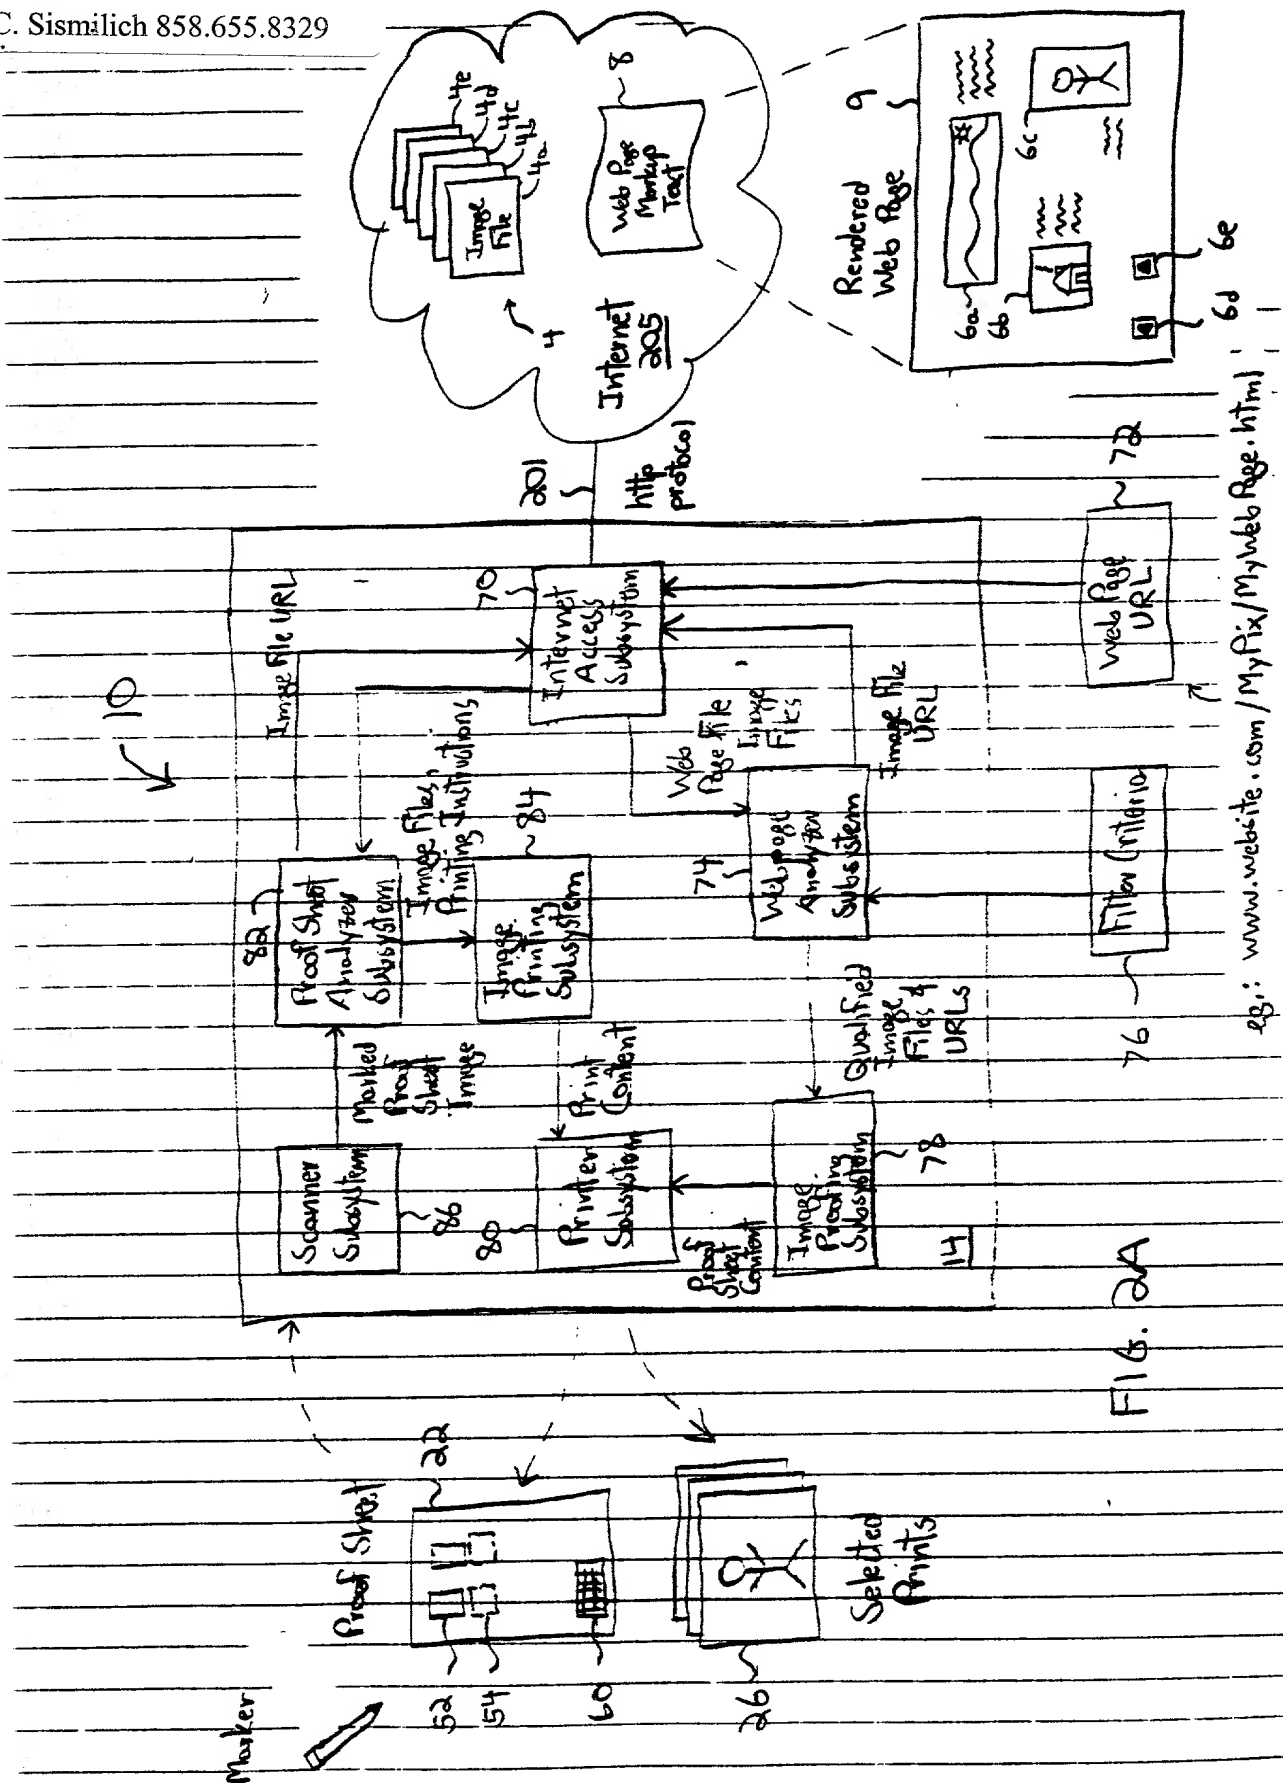 C. Sismilich 858.655.8329
10
Marker
Proof Sheet
22
52
54
60
26
Selected
Prints
Scanner
Subsystem
86
Marked
Proof
Sheet
Image
82
Proof Sheet
Analyzer
Subsystem
Image File URL
Image Files,
Printing Instructions
84
Image
Printing
Subsystem
Print
Content
80
Printer
Subsystem
Proof
Sheet
Content
Image
Proofing
Subsystem
78
14
Qualified
Image
Files &
URLs
74
Web Page
Analyzer
Subsystem
Web
Page File
Image
Files
Image File
URL
70
Internet
Access
Subsystem
201
http
protocol
Internet
205
4
Image
File
4a
4b
4c
4d
4e
8
Web Page
Markup
Text
Rendered
Web Page
9
6a
6b
6c
6d
6e
76
Filter Criteria
Web Page
URL
72
eg.: www.website.com/MyPix/MyWebPage.html
FIG. 2A